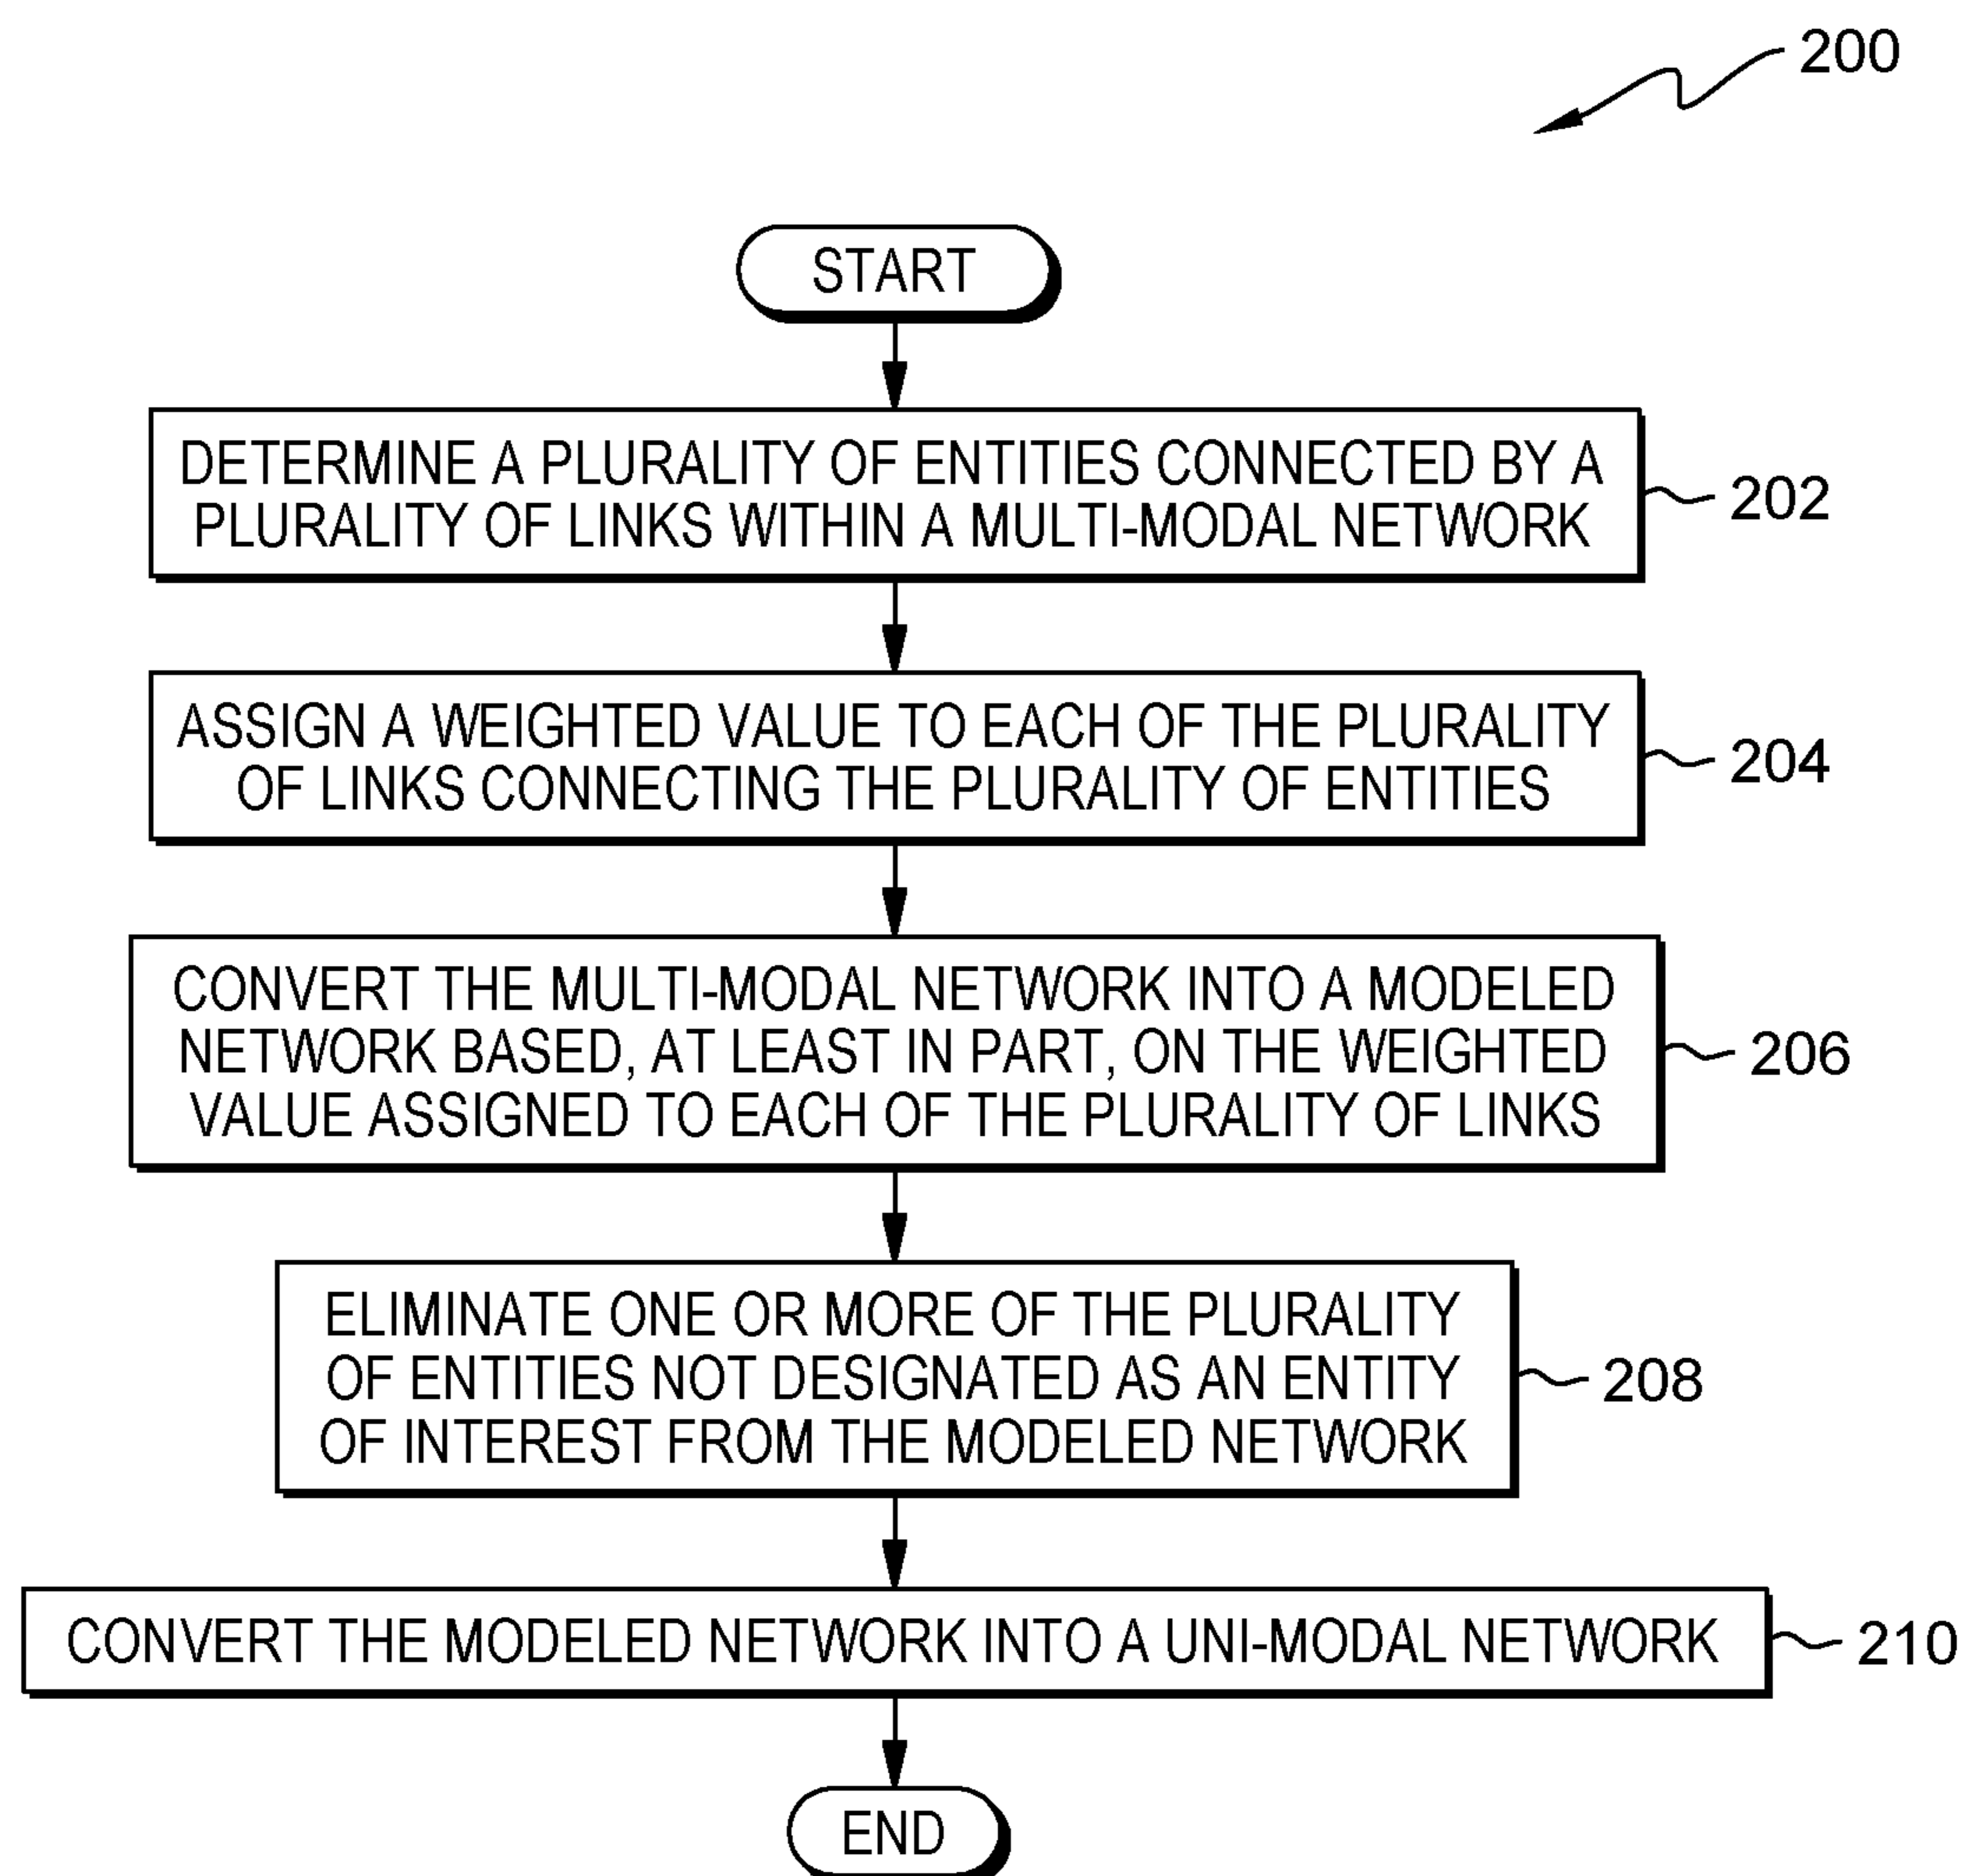 200
START
DETERMINE A PLURALITY OF ENTITIES CONNECTED BY A
PLURALITY OF LINKS WITHIN A MULTI-MODAL NETWORK
202
ASSIGN A WEIGHTED VALUE TO EACH OF THE PLURALITY
OF LINKS CONNECTING THE PLURALITY OF ENTITIES
204
CONVERT THE MULTI-MODAL NETWORK INTO A MODELED
NETWORK BASED, AT LEAST IN PART, ON THE WEIGHTED
VALUE ASSIGNED TO EACH OF THE PLURALITY OF LINKS
206
ELIMINATE ONE OR MORE OF THE PLURALITY
OF ENTITIES NOT DESIGNATED AS AN ENTITY
OF INTEREST FROM THE MODELED NETWORK
208
CONVERT THE MODELED NETWORK INTO A UNI-MODAL NETWORK
210
END